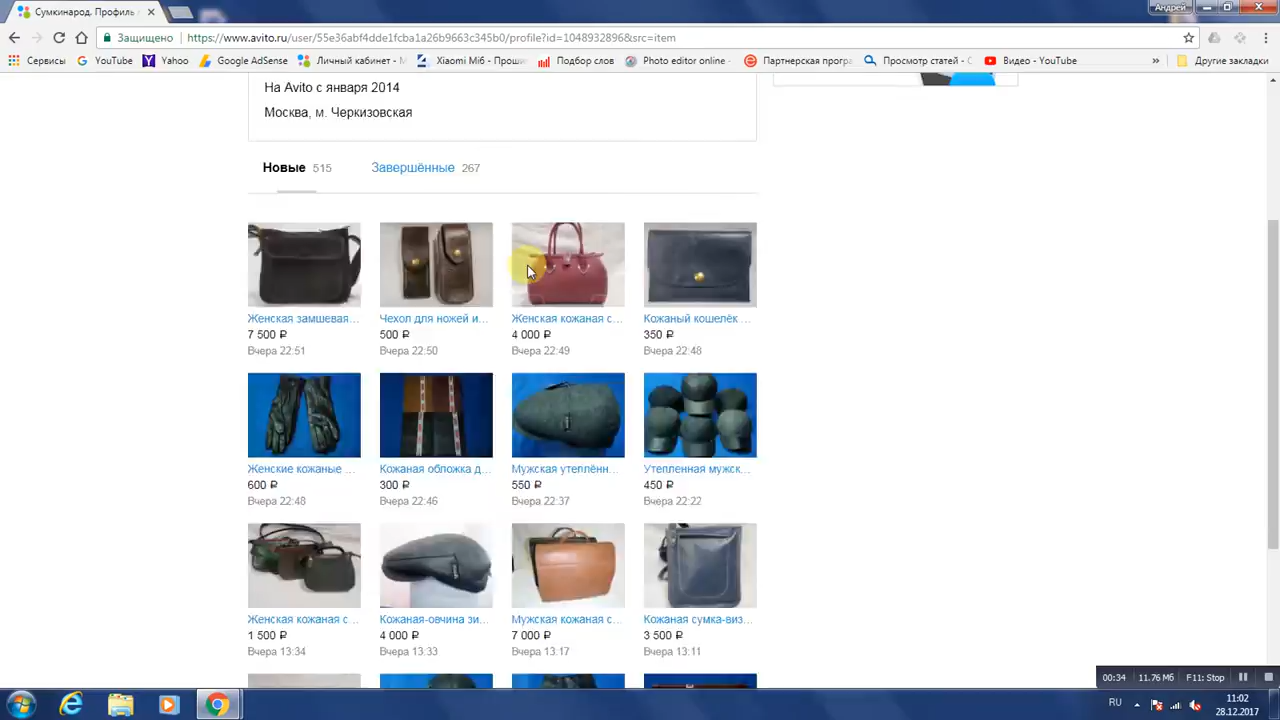 Сумкинарод. Профиль
Андрей
Защищено
https://www.avito.ru/user/55e36abf4dde1fcba1a26b9663c345b0/profile?id=1048932896&src=item
Сервисы
YouTube
Yahoo
Google AdSense
Личный кабинет - М
Xiaomi Mi6 - Проши
Подбор слов
Photo editor online -
Партнерская програ
Просмотр статей - С
Видео - YouTube
»
Другие закладки
На Avito с января 2014
Москва, м. Черкизовская
Новые 515
Завершённые 267
Женская замшевая...
Чехол для ножей и...
Женская кожаная с...
Кожаный кошелёк ...
7 500 ₽
500 ₽
4 000 ₽
350 ₽
Вчера 22:51
Вчера 22:50
Вчера 22:49
Вчера 22:48
Женские кожаные ...
Кожаная обложка д...
Мужская утеплённ...
Утепленная мужск...
600 ₽
300 ₽
550 ₽
450 ₽
Вчера 22:48
Вчера 22:46
Вчера 22:37
Вчера 22:22
Женская кожаная с...
Кожаная-овчина зи...
Мужская кожаная с...
Кожаная сумка-виз...
1 500 ₽
4 000 ₽
7 000 ₽
3 500 ₽
Вчера 13:34
Вчера 13:33
Вчера 13:17
Вчера 13:11
00:34
11.76 Мб
F11: Stop
RU
11:02
28.12.2017